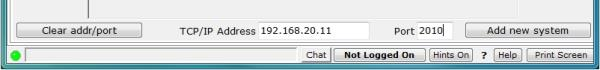 Clear addr/port TCP/IP Address 192.168.20.11 Port 2010 Add new system
Chat Not Logged On Hints On ? Help Print Screen